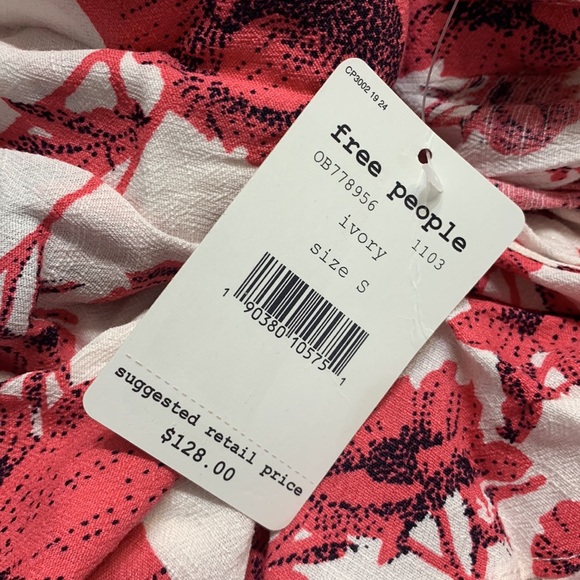 CP3002 19 24
free people
OB778956 1103
ivory
size S
1 90380 10575 1
suggested retail price
$128.00